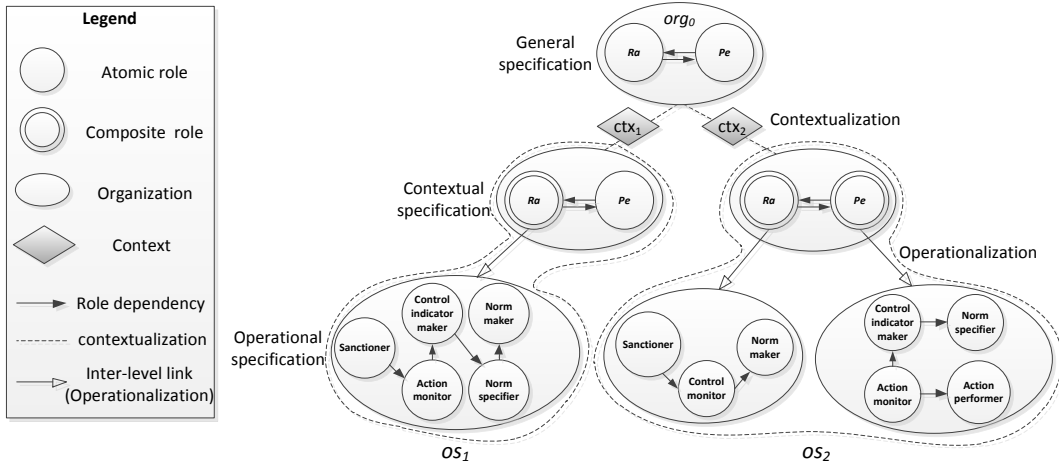 Legend
Atomic role
Composite role
Organization
Context
Role dependency
contextualization
Inter-level link
(Operationalization)
org0
General
specification
Ra
Pe
ctx1
ctx2
Contextualization
Contextual
specification
Ra
Pe
Ra
Pe
Operationalization
Operational
specification
Sanctioner
Control
indicator
maker
Norm
maker
Action
monitor
Norm
specifier
Sanctioner
Control
monitor
Norm
maker
Control
indicator
maker
Norm
specifier
Action
monitor
Action
performer
os1
os2